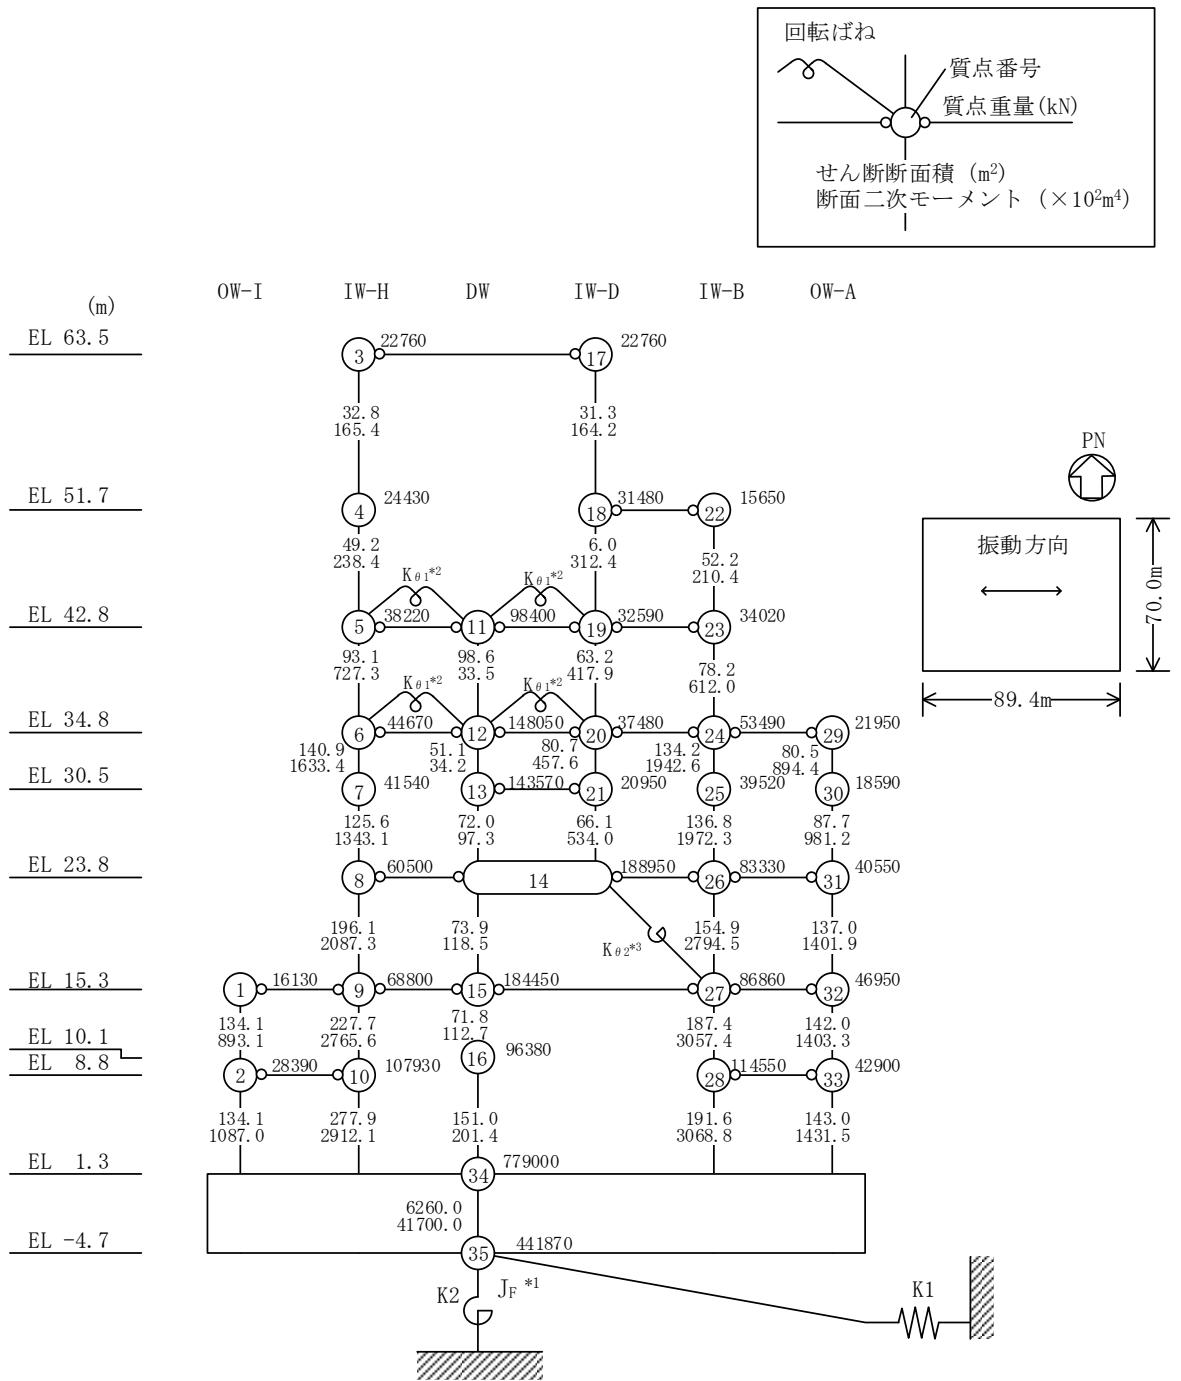 回転ばね
質点番号
質点重量(kN)
せん断断面積 (m²)
断面二次モーメント (×10²m⁴)
OW-I IW-H DW IW-D IW-B OW-A
(m)
EL 63.5
3 22760 17 22760
32.8 31.3
165.4 164.2
PN
EL 51.7
4 24430 18 31480 22 15650
49.2 6.0 52.2
238.4 312.4 210.4
振動方向
70.0m
89.4m
Kθ1*2 Kθ1*2
EL 42.8
5 38220 11 98400 19 32590 23 34020
93.1 98.6 63.2 78.2
727.3 33.5 417.9 612.0
Kθ1*2 Kθ1*2
EL 34.8
6 44670 12 148050 20 37480 24 53490 29 21950
140.9 51.1 80.7 134.2 80.5
1633.4 34.2 457.6 1942.6 894.4
EL 30.5
7 41540 13 143570 21 20950 25 39520 30 18590
125.6 72.0 66.1 136.8 87.7
1343.1 97.3 534.0 1972.3 981.2
EL 23.8
8 60500 14 188950 26 83330 31 40550
196.1 73.9 154.9 137.0
2087.3 118.5 2794.5 1401.9
Kθ2*3
EL 15.3
1 16130 9 68800 15 184450 27 86860 32 46950
134.1 227.7 71.8 187.4 142.0
893.1 2765.6 112.7 3057.4 1403.3
EL 10.1
16 96380
EL 8.8
2 28390 10 107930 28 114550 33 42900
134.1 277.9 151.0 191.6 143.0
1087.0 2912.1 201.4 3068.8 1431.5
EL 1.3
34 779000
6260.0
41700.0
EL -4.7
35 441870
K2 JF *1 K1